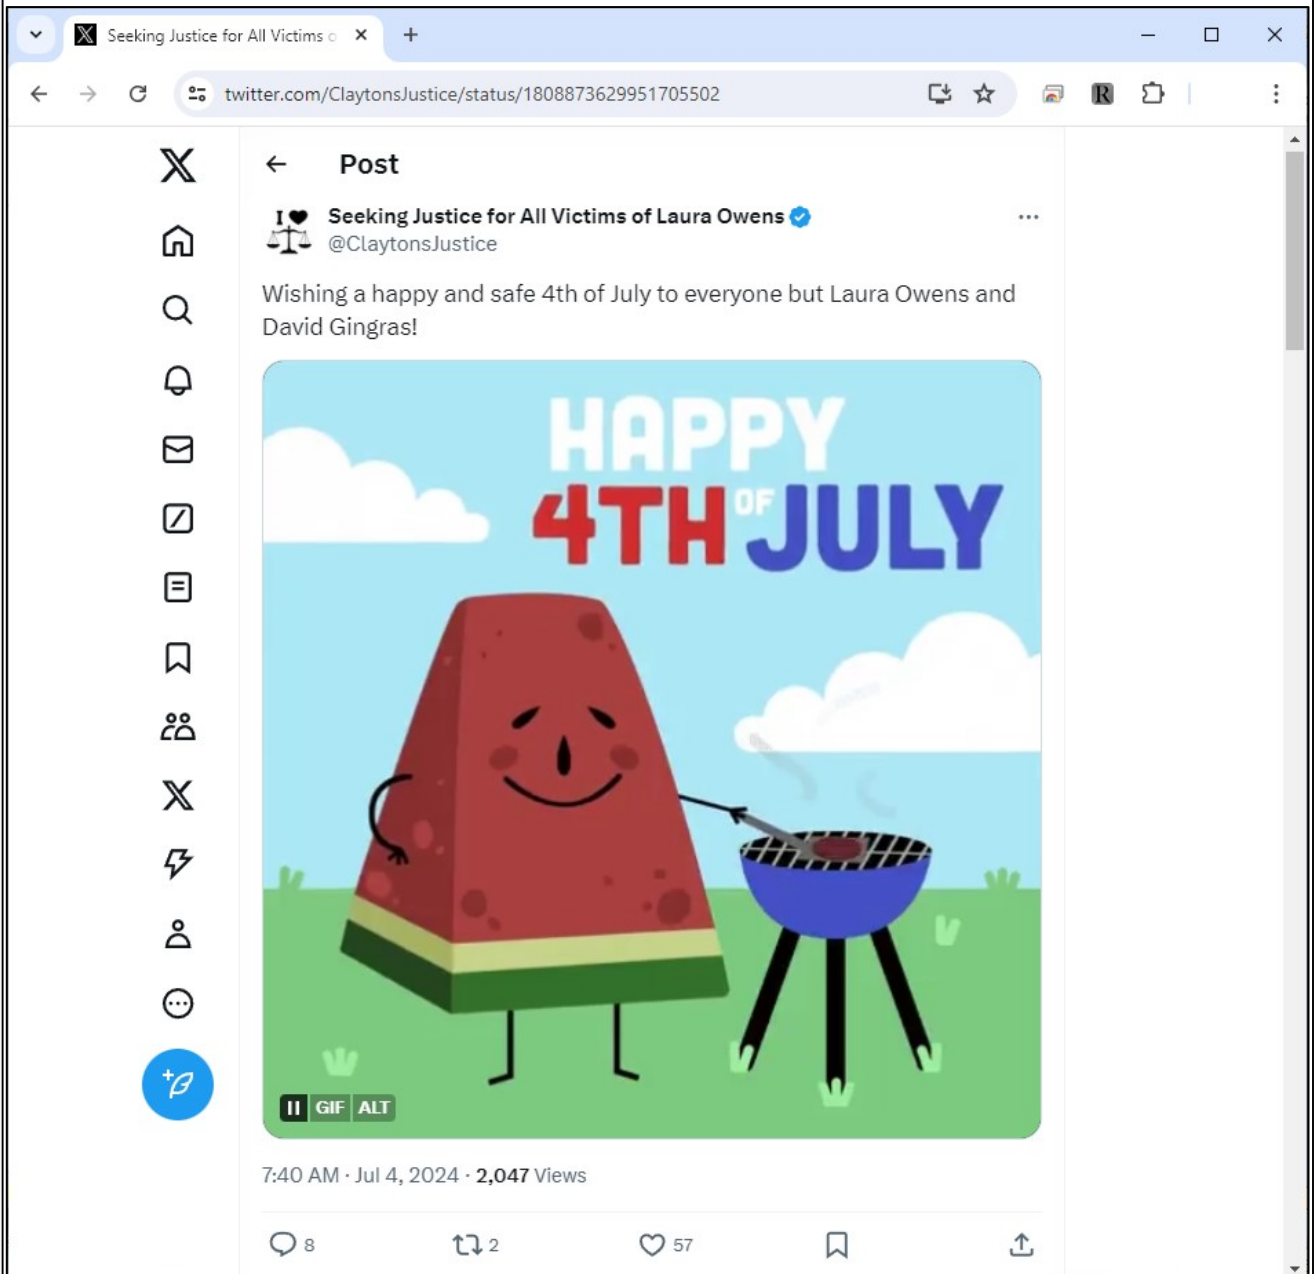 Seeking Justice for All Victims o
twitter.com/ClaytonsJustice/status/1808873629951705502
R
Post
I
Seeking Justice for All Victims of Laura Owens
@ClaytonsJustice
Wishing a happy and safe 4th of July to everyone but Laura Owens and
David Gingras!
HAPPY
4TH OF JULY
GIF ALT
7:40 AM · Jul 4, 2024 · 2,047 Views
8 2 57